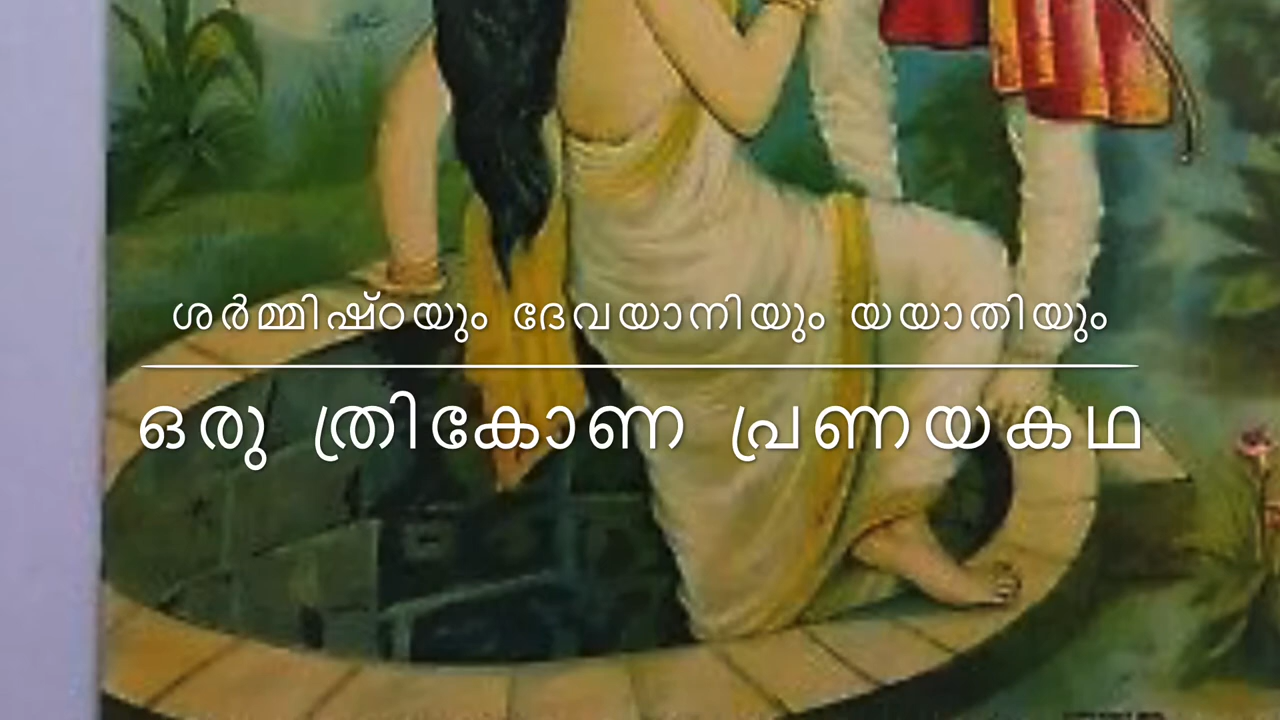 ശർമ്മിഷ്ഠയും ദേവയാനിയും യയാതിയും
ഒരു ത്രികോണ പ്രണയകഥ